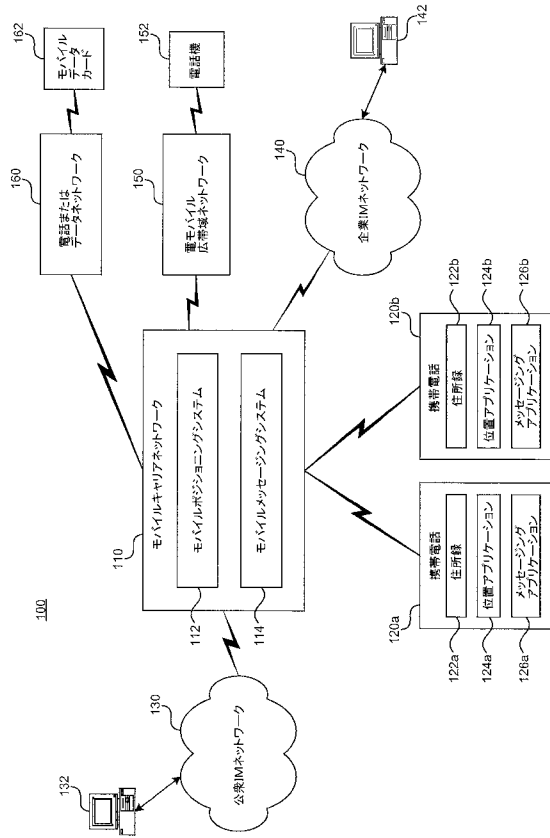 100
132
130
公衆IMネットワーク
110
モバイルキャリアネットワーク
112
モバイルポジショニングシステム
114
モバイルメッセージングシステム
160
電話または
データネットワーク
162
モバイル
データ
カード
150
電モバイル
広帯域ネットワーク
152
電話機
140
企業IMネットワーク
142
120a
携帯電話
122a
住所録
124a
位置アプリケーション
126a
メッセージング
アプリケーション
120b
携帯電話
122b
住所録
124b
位置アプリケーション
126b
メッセージング
アプリケーション